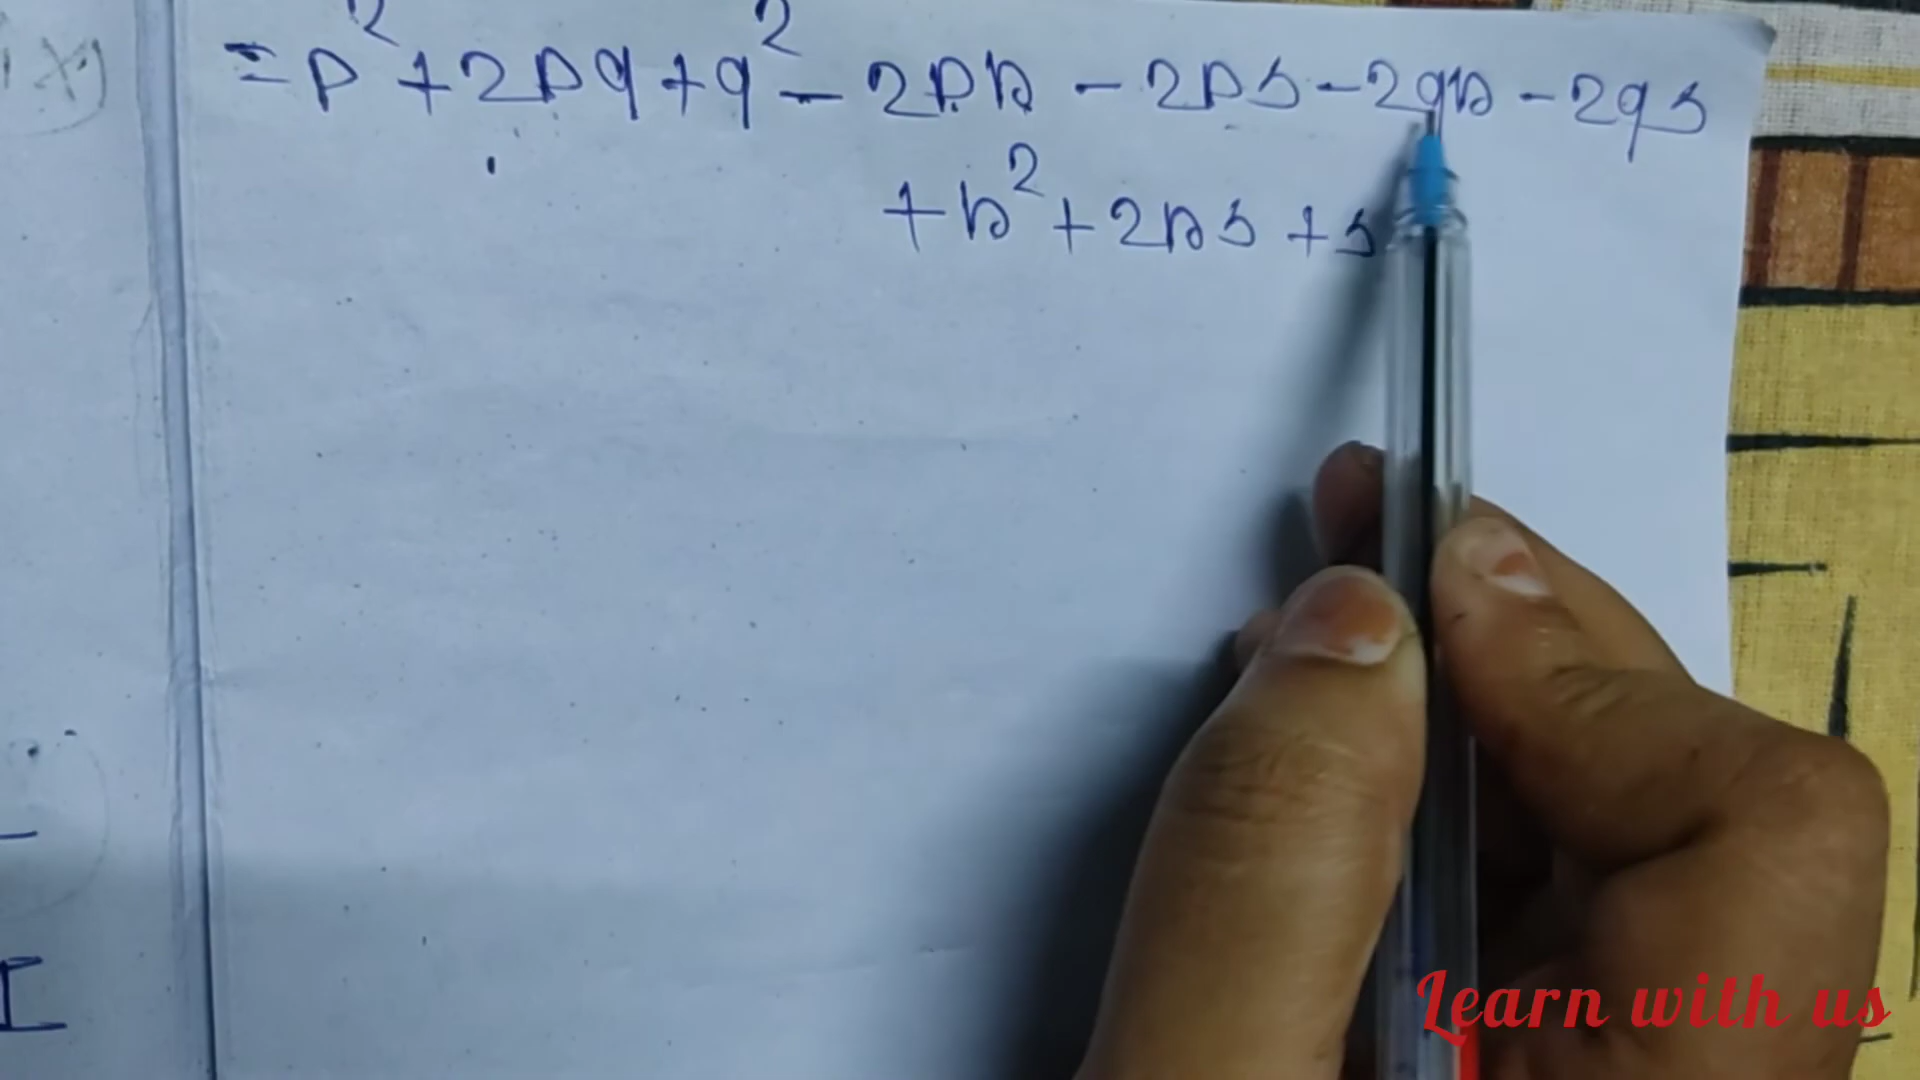 = p² + 2pq + q² - 2pr - 2ps - 2qr - 2qs
+ r² + 2rs + s
Learn with us